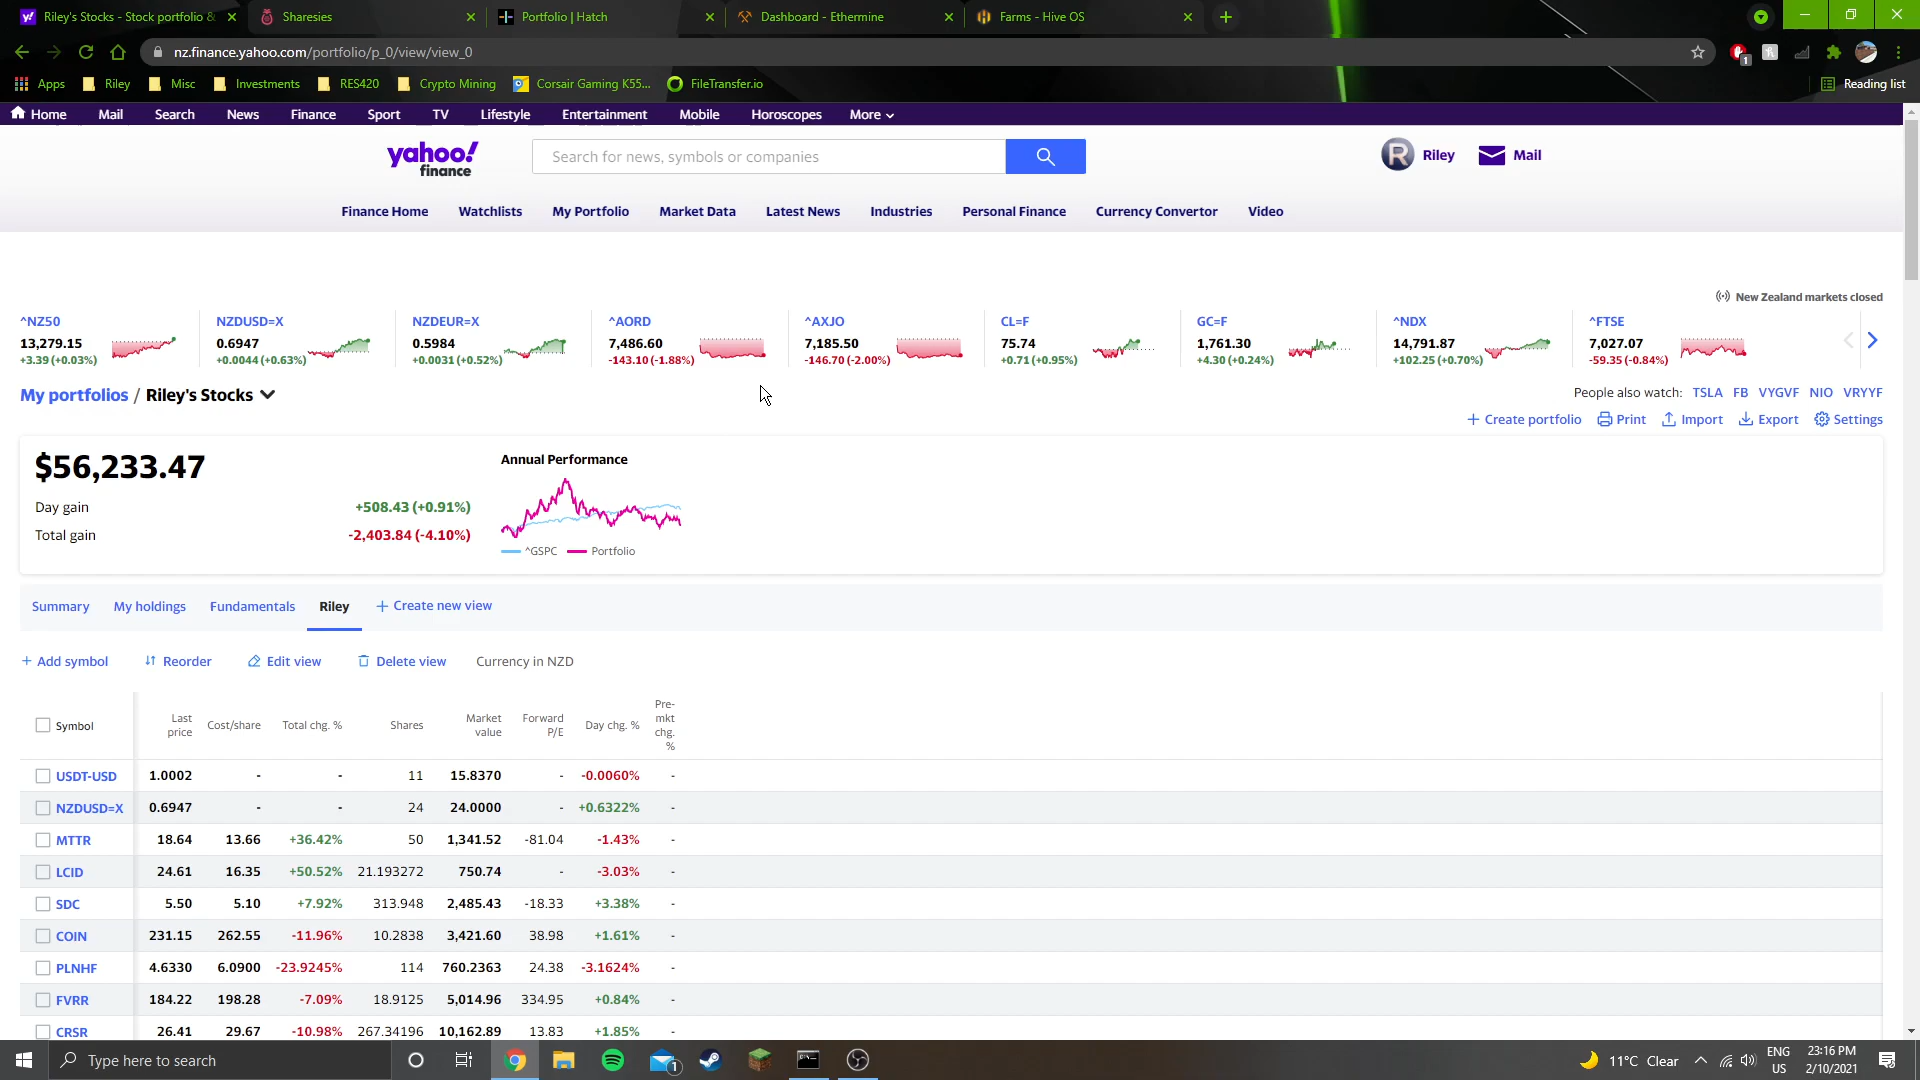 Riley's Stocks - Stock portfolio &
Sharesies
Portfolio | Hatch
Dashboard - Ethermine
Farms - Hive OS
nz.finance.yahoo.com/portfolio/p_0/view/view_0
1
Apps Riley Misc Investments RES420 Crypto Mining Corsair Gaming K55... FileTransfer.io Reading list
Home Mail Search News Finance Sport TV Lifestyle Entertainment Mobile Horoscopes More
yahoo! finance
Search for news, symbols or companies
R Riley Mail
Finance Home Watchlists My Portfolio Market Data Latest News Industries Personal Finance Currency Convertor Video
New Zealand markets closed
^NZ50 NZDUSD=X NZDEUR=X ^AORD ^AXJO CL=F GC=F ^NDX ^FTSE
13,279.15 0.6947 0.5984 7,486.60 7,185.50 75.74 1,761.30 14,791.87 7,027.07
+3.39 (+0.03%) +0.0044 (+0.63%) +0.0031 (+0.52%) -143.10 (-1.88%) -146.70 (-2.00%) +0.71 (+0.95%) +4.30 (+0.24%) +102.25 (+0.70%) -59.35 (-0.84%)
My portfolios / Riley's Stocks
People also watch: TSLA FB VYGVF NIO VRYYF
Create portfolio Print Import Export Settings
$56,233.47
Day gain +508.43 (+0.91%)
Total gain -2,403.84 (-4.10%)
Annual Performance
^GSPC Portfolio
Summary My holdings Fundamentals Riley + Create new view
+ Add symbol Reorder Edit view Delete view Currency in NZD
Symbol Last price Cost/share Total chg. % Shares Market value Forward P/E Day chg. % Pre-mkt chg. %
USDT-USD 1.0002 - - 11 15.8370 - -0.0060% -
NZDUSD=X 0.6947 - - 24 24.0000 - +0.6322% -
MTTR 18.64 13.66 +36.42% 50 1,341.52 -81.04 -1.43% -
LCID 24.61 16.35 +50.52% 21.193272 750.74 - -3.03% -
SDC 5.50 5.10 +7.92% 313.948 2,485.43 -18.33 +3.38% -
COIN 231.15 262.55 -11.96% 10.2838 3,421.60 38.98 +1.61% -
PLNHF 4.6330 6.0900 -23.9245% 114 760.2363 24.38 -3.1624% -
FVRR 184.22 198.28 -7.09% 18.9125 5,014.96 334.95 +0.84% -
CRSR 26.41 29.67 -10.98% 267.34196 10,162.89 13.83 +1.85% -
Type here to search
1
11°C Clear
ENG US
23:16 PM
2/10/2021